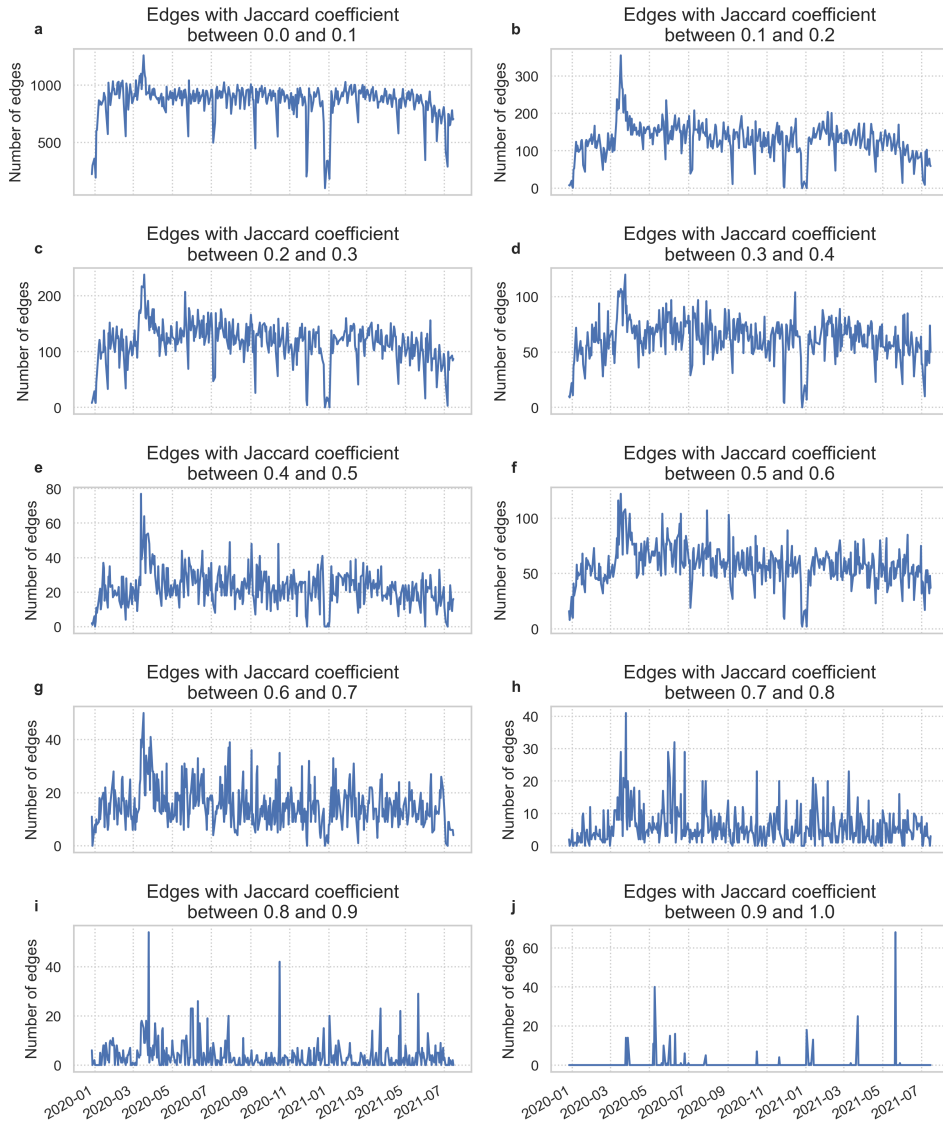 a
Edges with Jaccard coefficient
between 0.0 and 0.1
Number of edges
1000
500
b
Edges with Jaccard coefficient
between 0.1 and 0.2
Number of edges
300
200
100
0
c
Edges with Jaccard coefficient
between 0.2 and 0.3
Number of edges
200
100
0
d
Edges with Jaccard coefficient
between 0.3 and 0.4
Number of edges
100
50
0
e
Edges with Jaccard coefficient
between 0.4 and 0.5
Number of edges
80
60
40
20
0
f
Edges with Jaccard coefficient
between 0.5 and 0.6
Number of edges
100
50
0
g
Edges with Jaccard coefficient
between 0.6 and 0.7
Number of edges
40
20
0
h
Edges with Jaccard coefficient
between 0.7 and 0.8
Number of edges
40
30
20
10
0
i
Edges with Jaccard coefficient
between 0.8 and 0.9
Number of edges
40
20
0
2020-01
2020-03
2020-05
2020-07
2020-09
2020-11
2021-01
2021-03
2021-05
2021-07
j
Edges with Jaccard coefficient
between 0.9 and 1.0
Number of edges
60
40
20
0
2020-01
2020-03
2020-05
2020-07
2020-09
2020-11
2021-01
2021-03
2021-05
2021-07